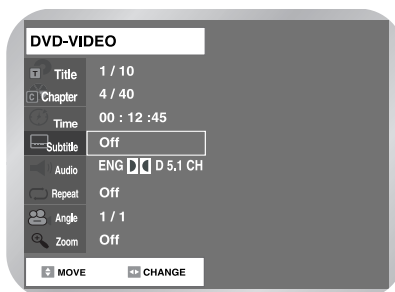 DVD-VIDEO
T Title 1 / 10
C Chapter 4 / 40
Time 00 : 12 :45
Subtitle Off
Audio ENG D 5.1 CH
Repeat Off
Angle 1 / 1
Zoom Off
MOVE CHANGE